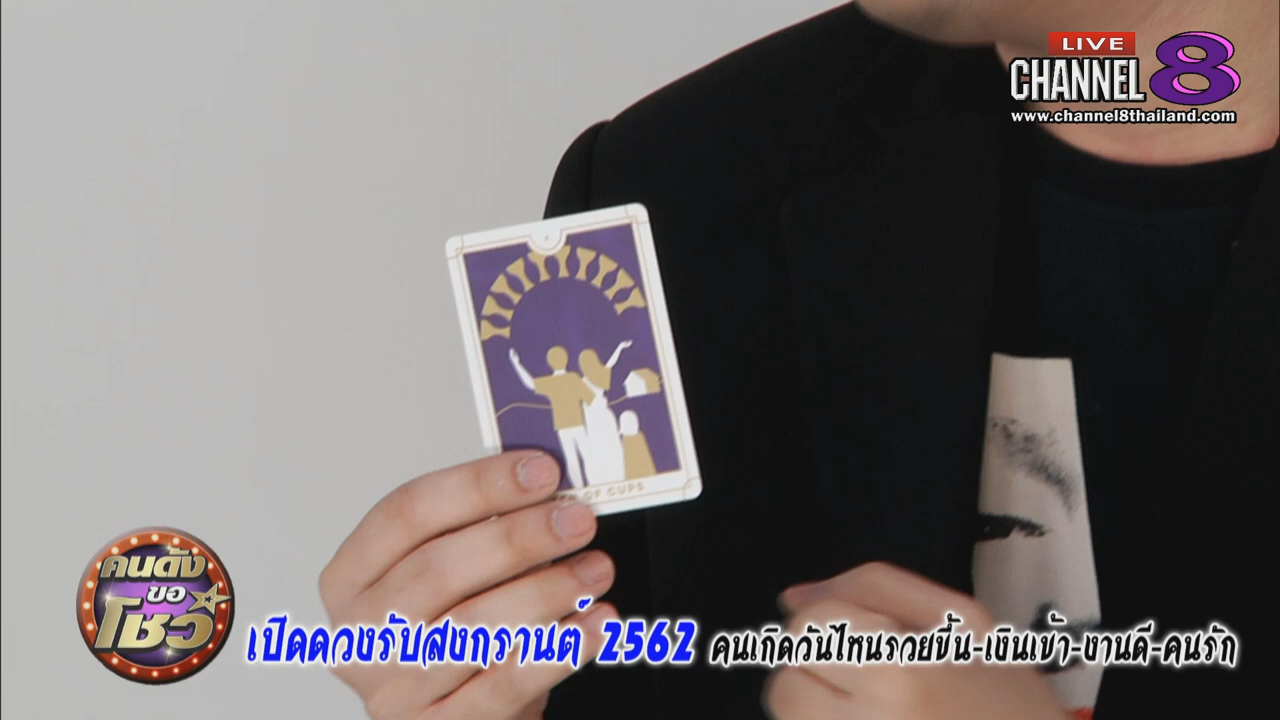 LIVE
CHANNEL 8
www.channel8thailand.com
OF CUPS
คนดัง
ขอ
โชว์
เปิดดวงรับสงกรานต์ 2562 คนเกิดวันไหนรวยขึ้น-เงินเข้า-งานดี-คนรัก